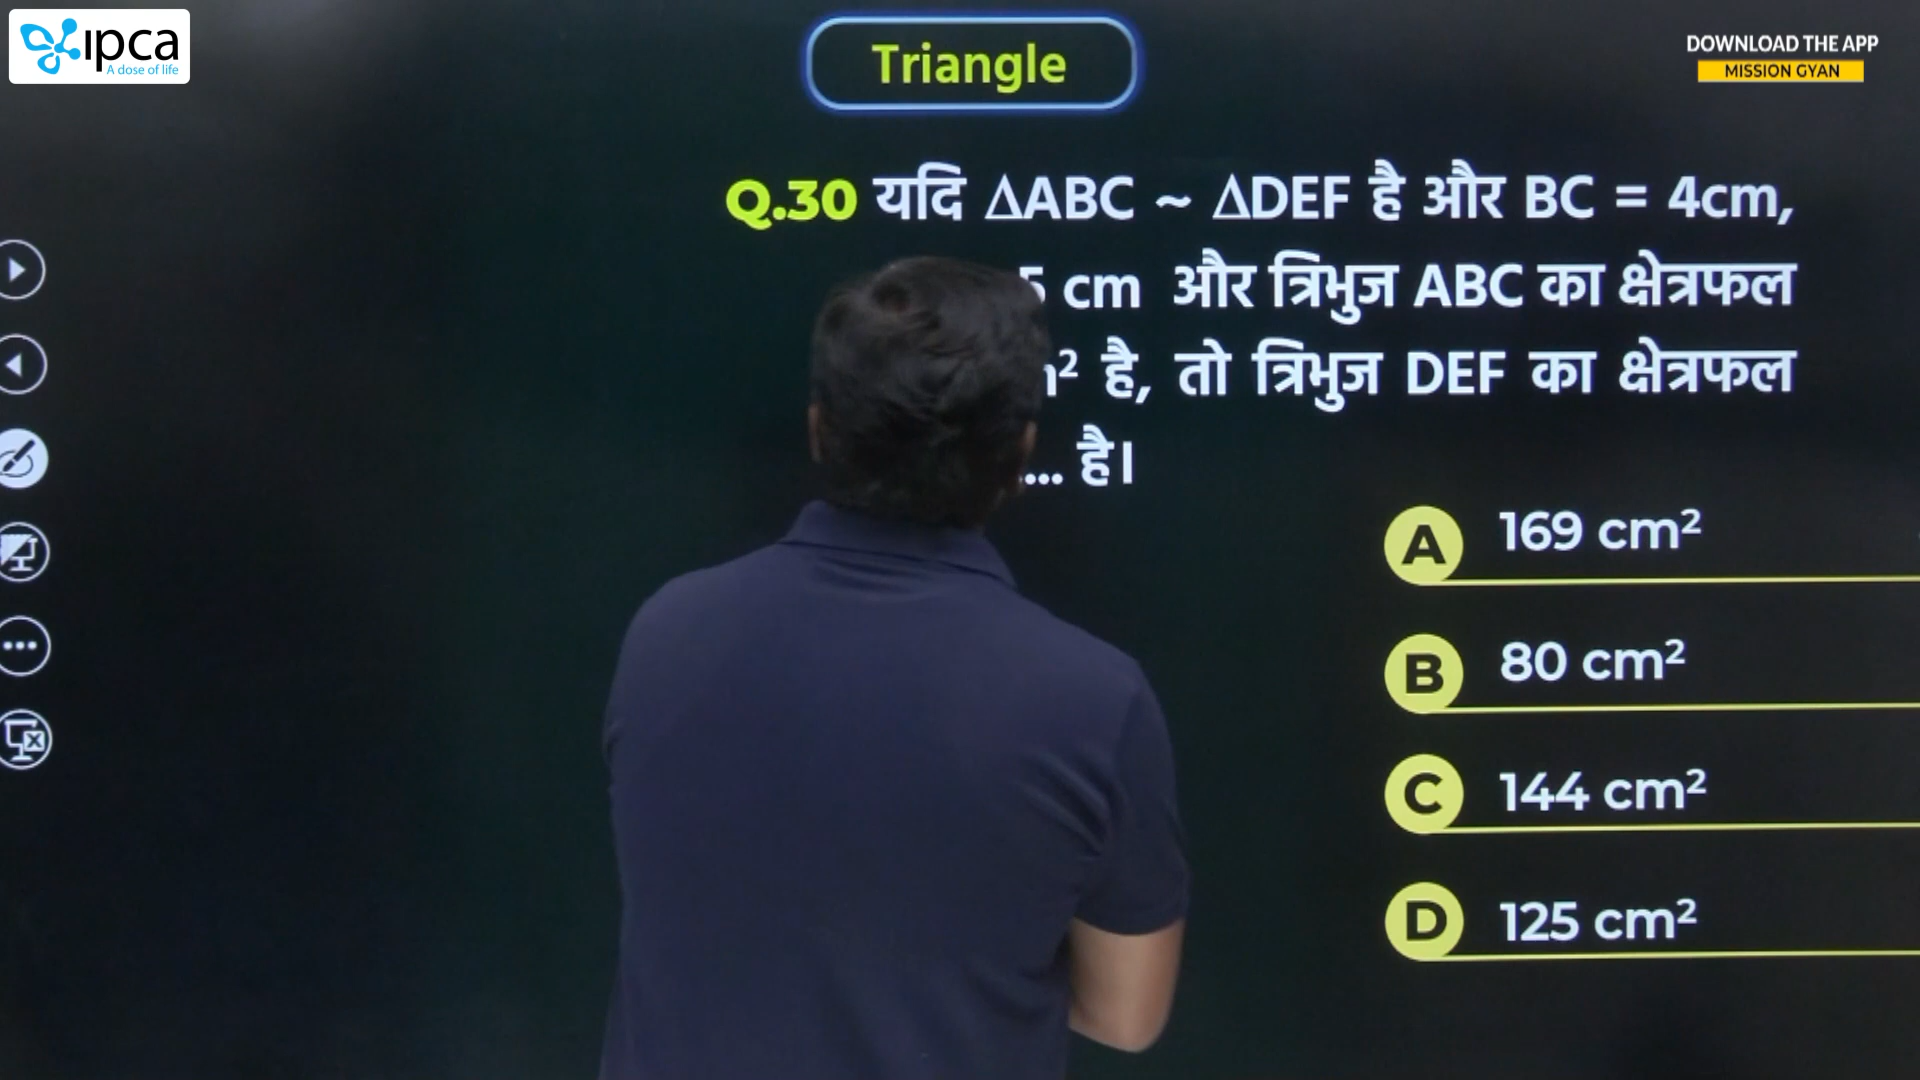 ipca
A dose of life
Triangle
DOWNLOAD THE APP
MISSION GYAN
Q.30 यदि ΔABC ~ ΔDEF है और BC = 4cm,
5 cm और त्रिभुज ABC का क्षेत्रफल
है, तो त्रिभुज DEF का क्षेत्रफल
... है।
A 169 cm²
B 80 cm²
C 144 cm²
D 125 cm²